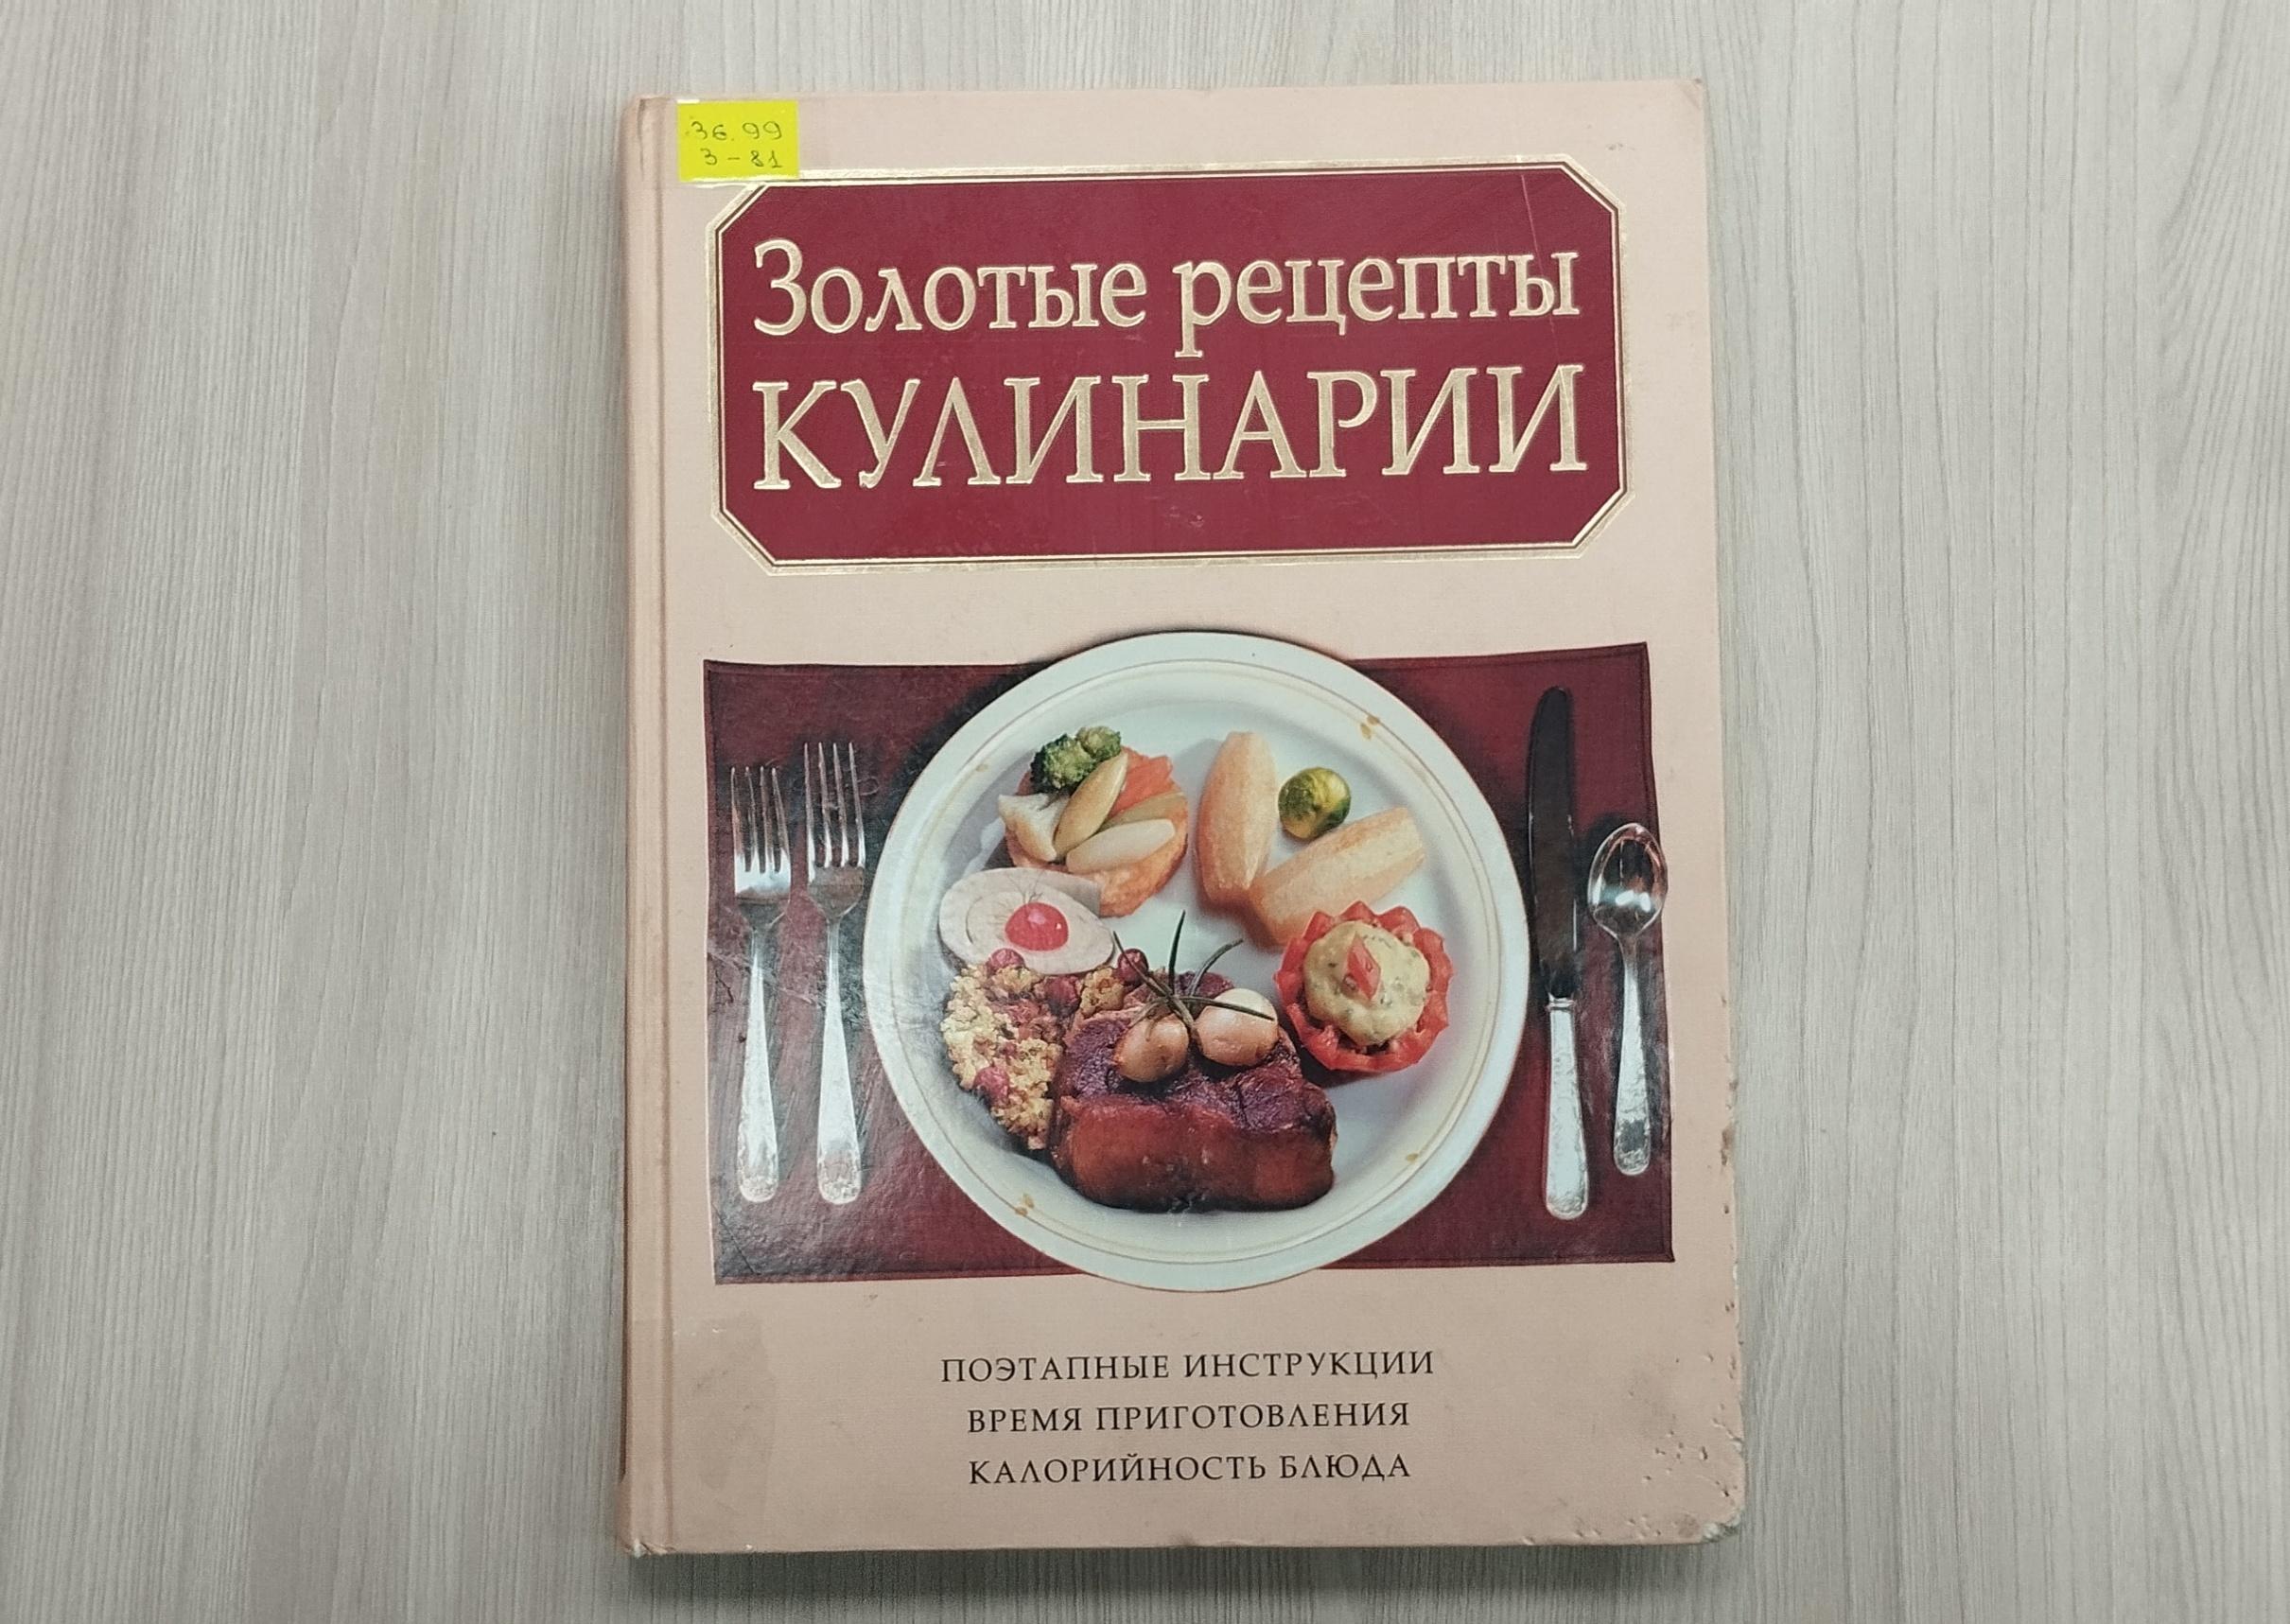 36.99
З-81
Золотые рецепты
КУЛИНАРИИ
ПОЭТАПНЫЕ ИНСТРУКЦИИ
ВРЕМЯ ПРИГОТОВЛЕНИЯ
КАЛОРИЙНОСТЬ БЛЮДА